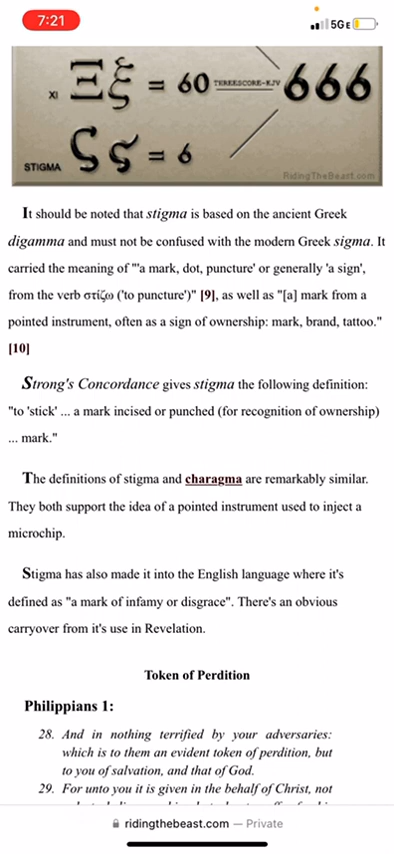 7:21
5GE
XI Ξξ = 60 THREESCORE-KJV 666
STIGMA Ϛϛ = 6
RidingTheBeast.com
It should be noted that stigma is based on the ancient Greek
digamma and must not be confused with the modern Greek sigma. It
carried the meaning of "'a mark, dot, puncture' or generally 'a sign',
from the verb στίζω ('to puncture')" [9], as well as "[a] mark from a
pointed instrument, often as a sign of ownership: mark, brand, tattoo."
[10]
Strong's Concordance gives stigma the following definition:
"to 'stick' ... a mark incised or punched (for recognition of ownership)
... mark."
The definitions of stigma and charagma are remarkably similar.
They both support the idea of a pointed instrument used to inject a
microchip.
Stigma has also made it into the English language where it's
defined as "a mark of infamy or disgrace". There's an obvious
carryover from it's use in Revelation.
Token of Perdition
Philippians 1:
28. And in nothing terrified by your adversaries:
which is to them an evident token of perdition, but
to you of salvation, and that of God.
29. For unto you it is given in the behalf of Christ, not
ridingthebeast.com — Private